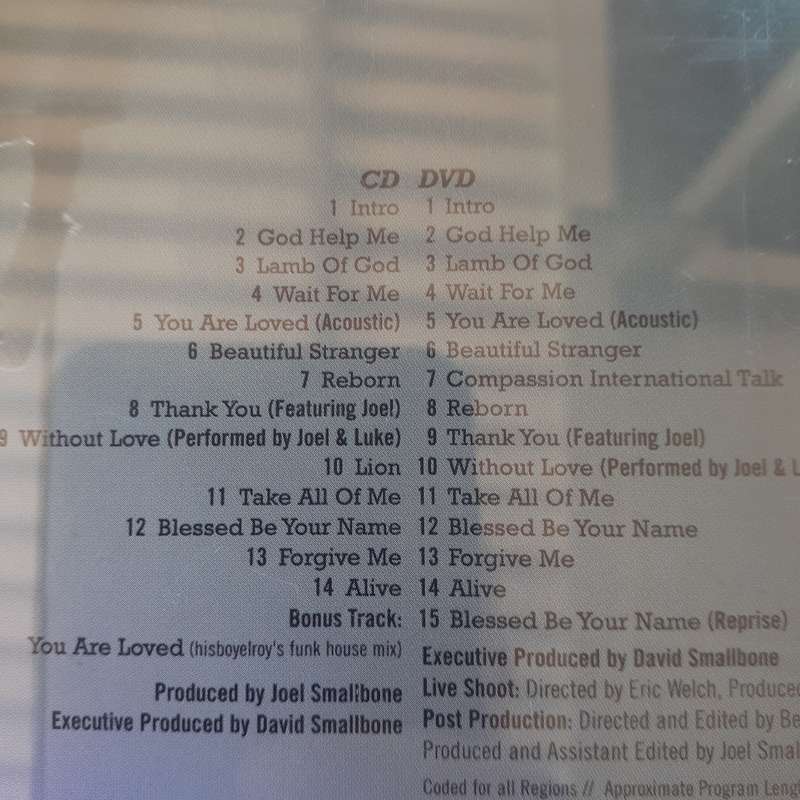 CD
1 Intro
2 God Help Me
3 Lamb Of God
4 Wait For Me
5 You Are Loved (Acoustic)
6 Beautiful Stranger
7 Reborn
8 Thank You (Featuring Joel)
9 Without Love (Performed by Joel & Luke)
10 Lion
11 Take All Of Me
12 Blessed Be Your Name
13 Forgive Me
14 Alive
Bonus Track:
You Are Loved (hisboyelroy's funk house mix)
Produced by Joel Smallbone
Executive Produced by David Smallbone
DVD
1 Intro
2 God Help Me
3 Lamb Of God
4 Wait For Me
5 You Are Loved (Acoustic)
6 Beautiful Stranger
7 Compassion International Talk
8 Reborn
9 Thank You (Featuring Joel)
10 Without Love (Performed by Joel &
11 Take All Of Me
12 Blessed Be Your Name
13 Forgive Me
14 Alive
15 Blessed Be Your Name (Reprise)
Executive Produced by David Smallbone
Live Shoot: Directed by Eric Welch, Produced
Post Production: Directed and Edited by
Produced and Assistant Edited by Joel
Coded for all Regions // Approximate Program